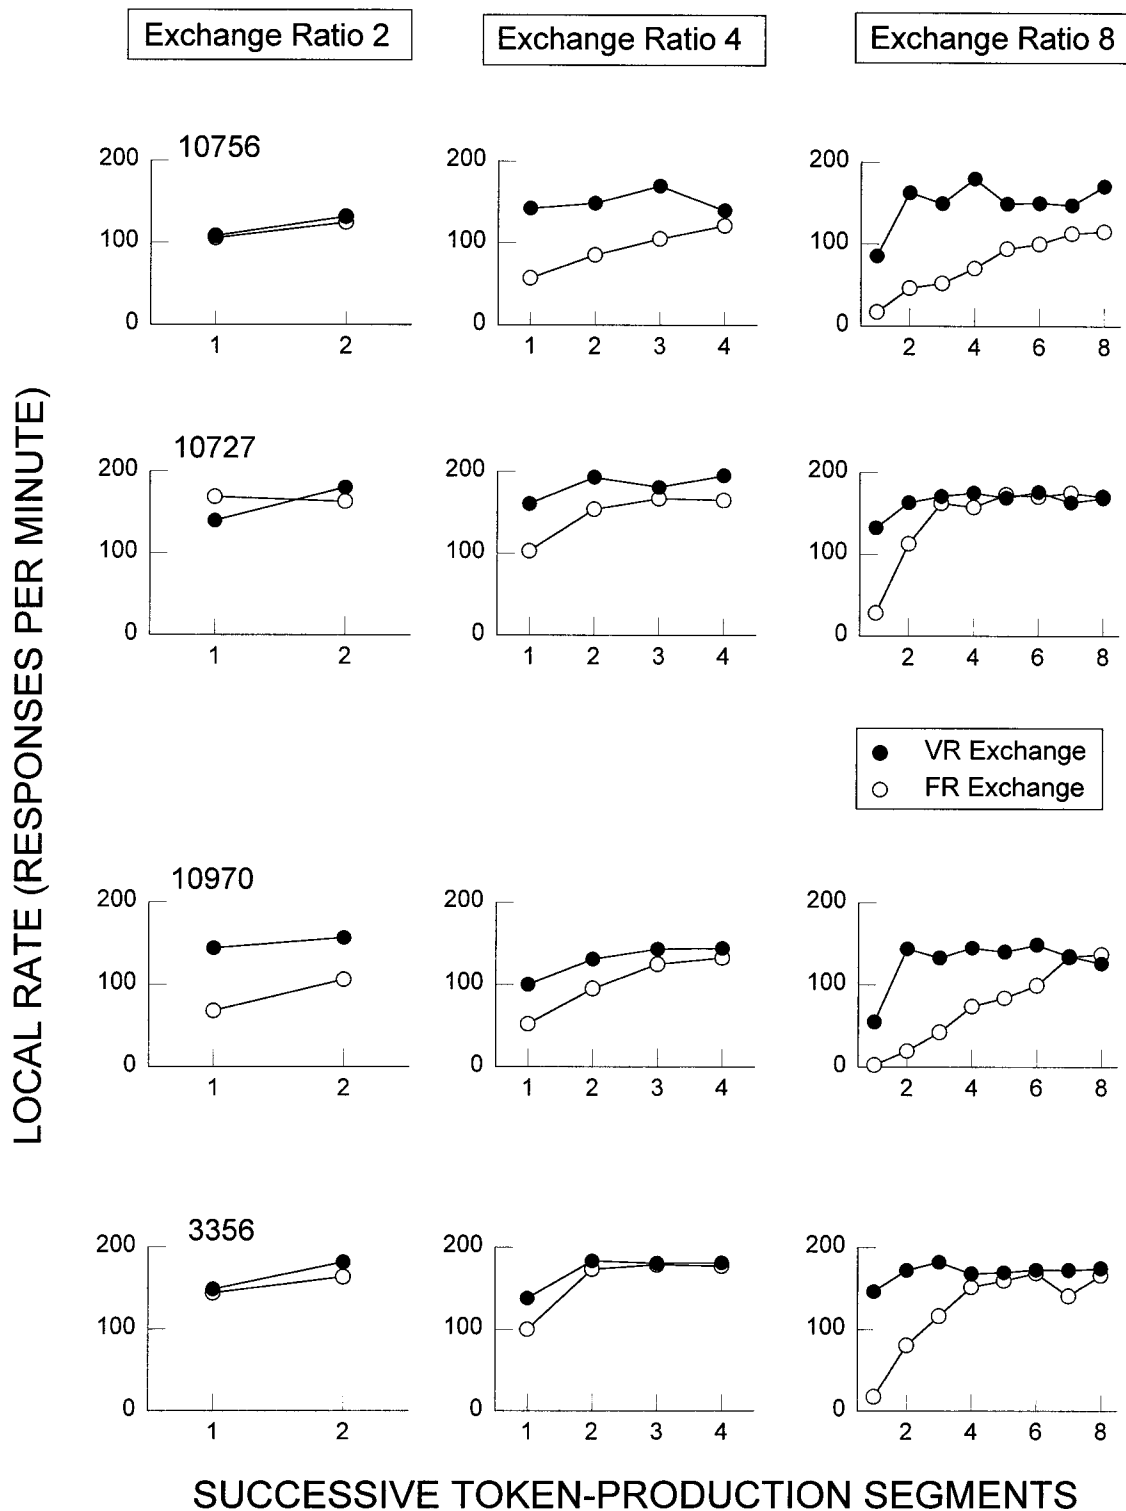 Exchange Ratio 2
Exchange Ratio 4
Exchange Ratio 8
LOCAL RATE (RESPONSES PER MINUTE)
10756
200
100
0
1 2
200
100
0
1 2 3 4
200
100
0
2 4 6 8
10727
200
100
0
1 2
200
100
0
1 2 3 4
200
100
0
2 4 6 8
VR Exchange
FR Exchange
10970
200
100
0
1 2
200
100
0
1 2 3 4
200
100
0
2 4 6 8
3356
200
100
0
1 2
200
100
0
1 2 3 4
200
100
0
2 4 6 8
SUCCESSIVE TOKEN-PRODUCTION SEGMENTS